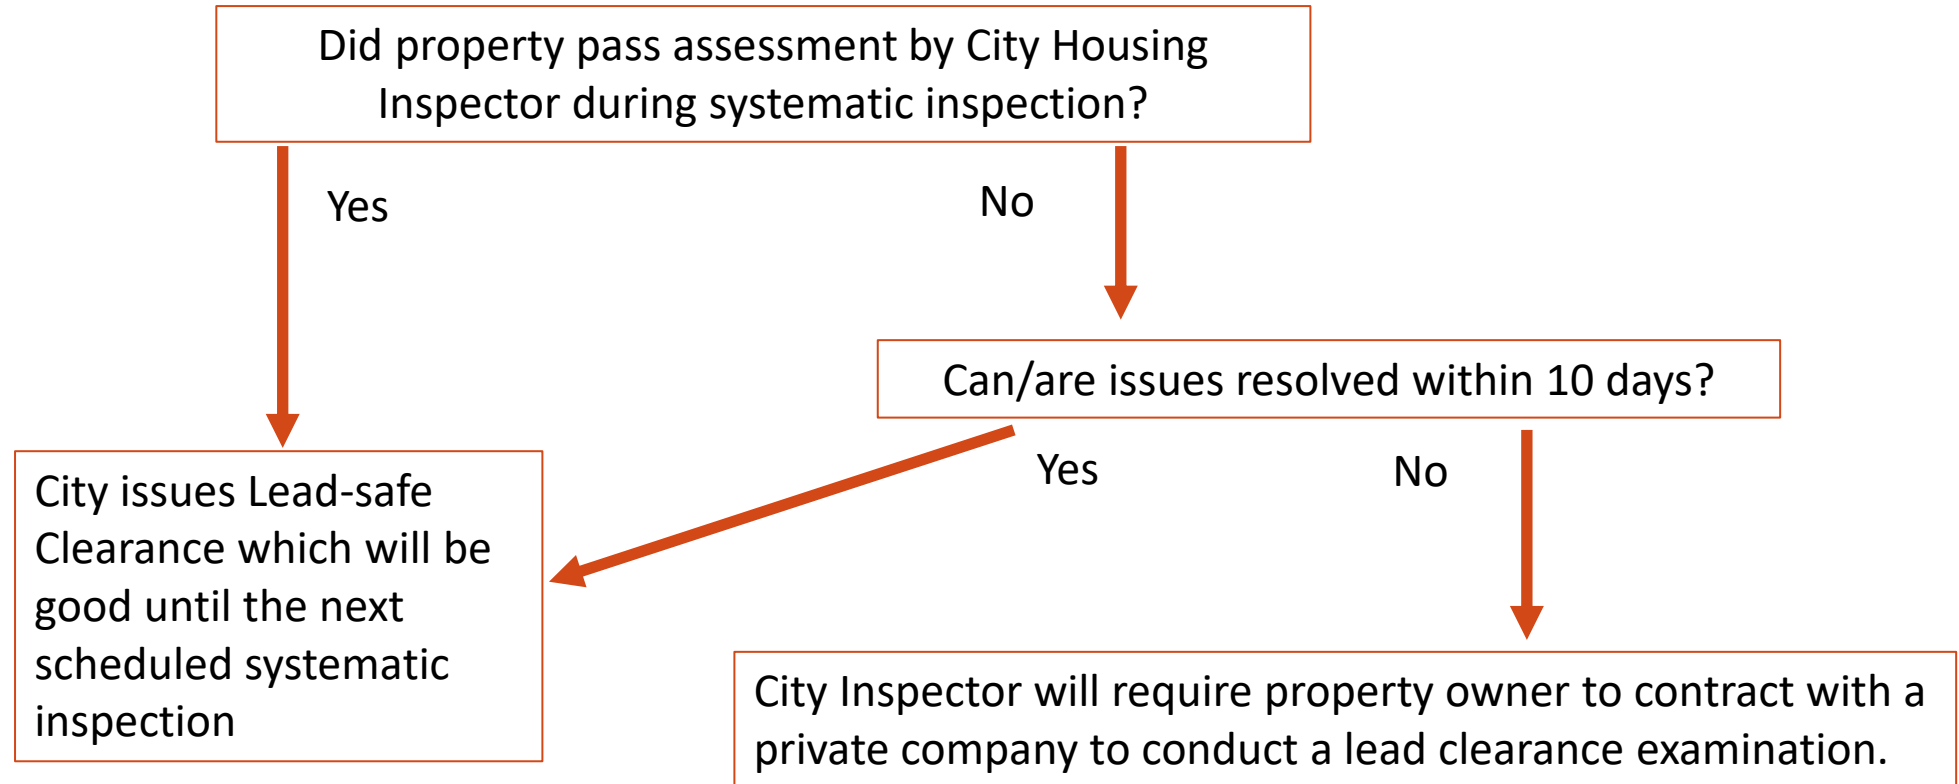 Did property pass assessment by City Housing
Inspector during systematic inspection?
Yes
No
Can/are issues resolved within 10 days?
Yes
No
City issues Lead-safe
Clearance which will be
good until the next
scheduled systematic
inspection
City Inspector will require property owner to contract with a
private company to conduct a lead clearance examination.